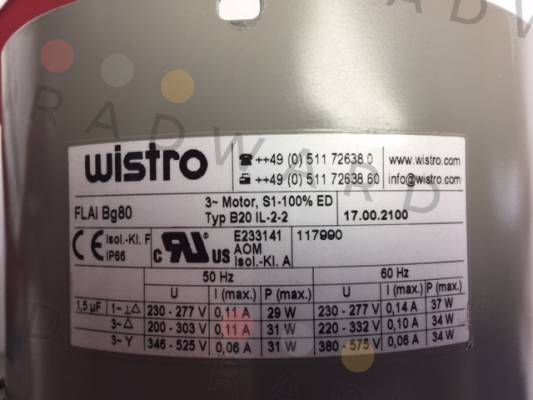 wistro
☎ ++49 (0) 511 72638.0
++49 (0) 511 72638 60
www.wistro.com
info@wistro.com
FLAI Bg80
3~ Motor, S1-100% ED
Typ B20 IL-2-2
17.00.2100
CE
Isol.-Kl. F
IP66
c RU US
E233141
AOM
Isol.-Kl. A
117990
50 Hz
60 Hz
U I (max.) P (max.) U I (max.) P (max.)
1,5 µF 1~ ⊥△ 230 - 277 V 0,11 A 29 W 230 - 277 V 0,14 A 37 W
3~ △ 200 - 303 V 0,11 A 31 W 220 - 332 V 0,10 A 34 W
3~ Y 346 - 525 V 0,06 A 31 W 380 - 575 V 0,06 A 34 W
RADWARD